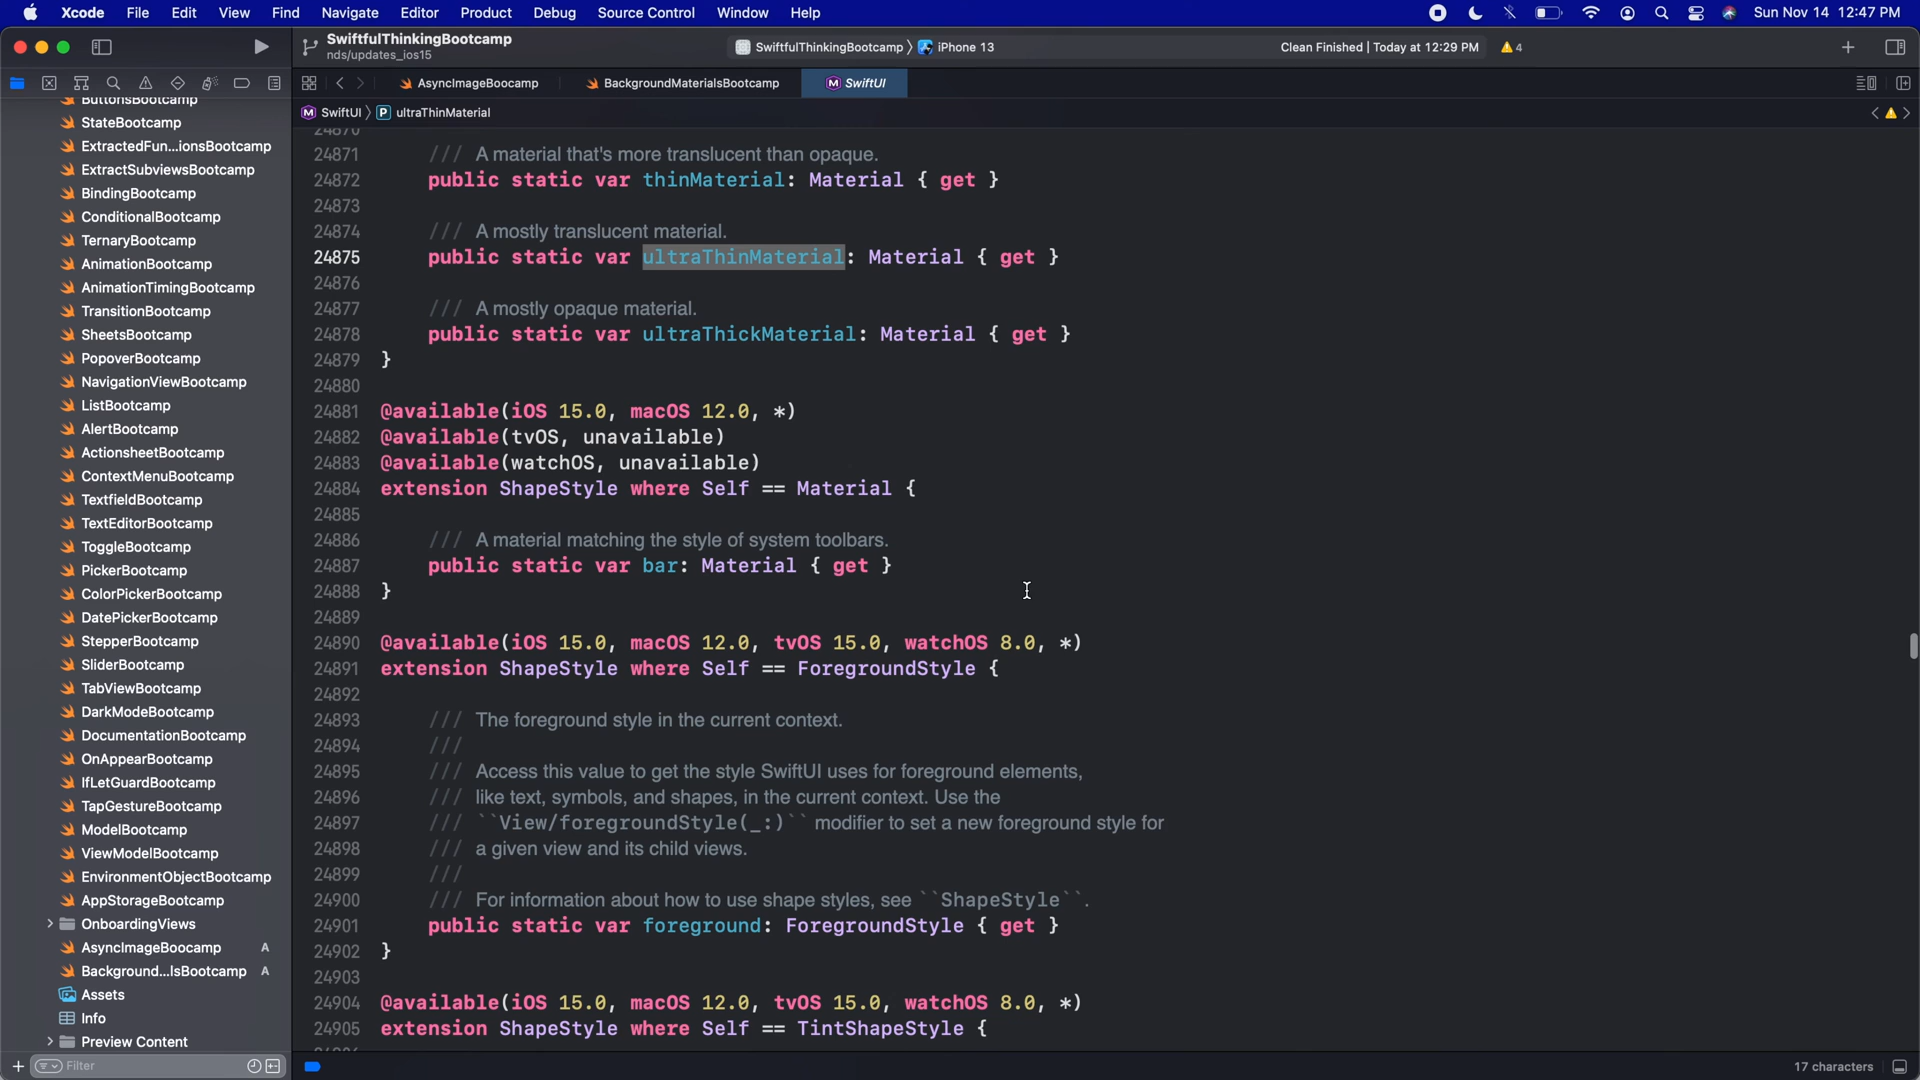 Xcode File Edit View Find Navigate Editor Product Debug Source Control Window Help Sun Nov 14 12:47 PM
SwiftfulThinkingBootcamp
nds/updates_ios15
SwiftfulThinkingBootcamp 〉 iPhone 13 Clean Finished | Today at 12:29 PM 4
AsyncImageBoocamp BackgroundMaterialsBootcamp SwiftUI
SwiftUI 〉 P ultraThinMaterial
ButtonsBootcamp
StateBootcamp
ExtractedFun...ionsBootcamp
ExtractSubviewsBootcamp
BindingBootcamp
ConditionalBootcamp
TernaryBootcamp
AnimationBootcamp
AnimationTimingBootcamp
TransitionBootcamp
SheetsBootcamp
PopoverBootcamp
NavigationViewBootcamp
ListBootcamp
AlertBootcamp
ActionsheetBootcamp
ContextMenuBootcamp
TextfieldBootcamp
TextEditorBootcamp
ToggleBootcamp
PickerBootcamp
ColorPickerBootcamp
DatePickerBootcamp
StepperBootcamp
SliderBootcamp
TabViewBootcamp
DarkModeBootcamp
DocumentationBootcamp
OnAppearBootcamp
IfLetGuardBootcamp
TapGestureBootcamp
ModelBootcamp
ViewModelBootcamp
EnvironmentObjectBootcamp
AppStorageBootcamp
OnboardingViews
AsyncImageBoocamp A
Background...lsBootcamp A
Assets
Info
Preview Content
Filter
24870
24871 /// A material that's more translucent than opaque.
24872 public static var thinMaterial: Material { get }
24873
24874 /// A mostly translucent material.
24875 public static var ultraThinMaterial: Material { get }
24876
24877 /// A mostly opaque material.
24878 public static var ultraThickMaterial: Material { get }
24879 }
24880
24881 @available(iOS 15.0, macOS 12.0, *)
24882 @available(tvOS, unavailable)
24883 @available(watchOS, unavailable)
24884 extension ShapeStyle where Self == Material {
24885
24886 /// A material matching the style of system toolbars.
24887 public static var bar: Material { get }
24888 }
24889
24890 @available(iOS 15.0, macOS 12.0, tvOS 15.0, watchOS 8.0, *)
24891 extension ShapeStyle where Self == ForegroundStyle {
24892
24893 /// The foreground style in the current context.
24894 ///
24895 /// Access this value to get the style SwiftUI uses for foreground elements,
24896 /// like text, symbols, and shapes, in the current context. Use the
24897 /// ``View/foregroundStyle(_:)`` modifier to set a new foreground style for
24898 /// a given view and its child views.
24899 ///
24900 /// For information about how to use shape styles, see ``ShapeStyle``.
24901 public static var foreground: ForegroundStyle { get }
24902 }
24903
24904 @available(iOS 15.0, macOS 12.0, tvOS 15.0, watchOS 8.0, *)
24905 extension ShapeStyle where Self == TintShapeStyle {
17 characters